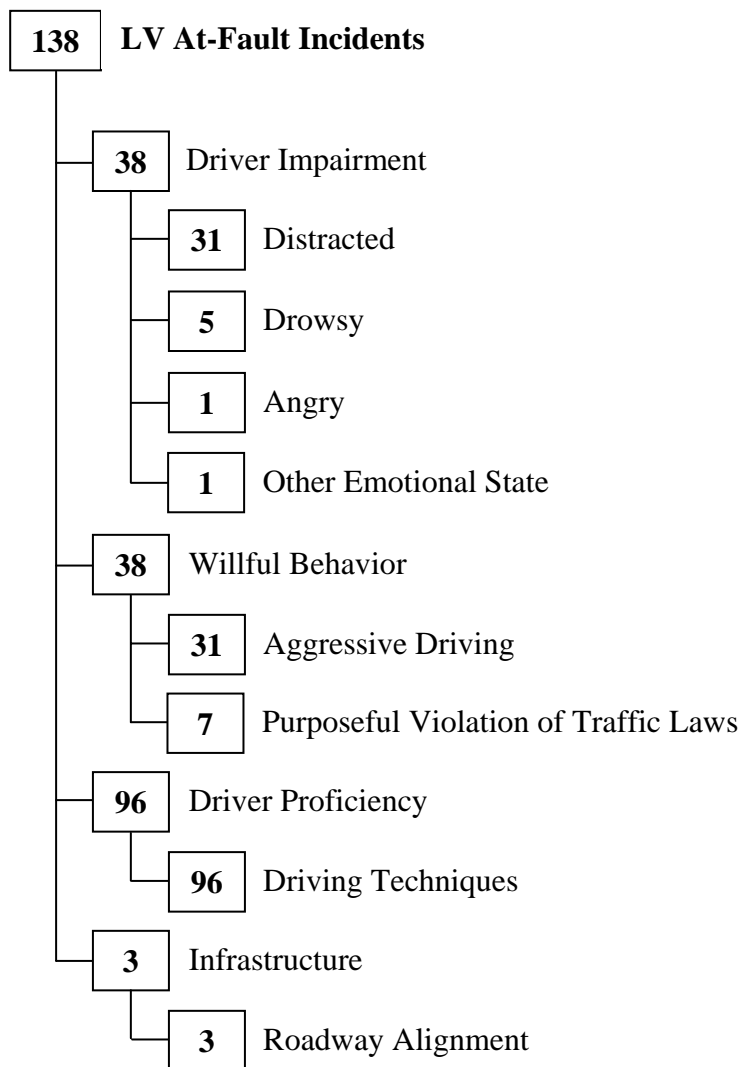 138 LV At-Fault Incidents
38 Driver Impairment
31 Distracted
5 Drowsy
1 Angry
1 Other Emotional State
38 Willful Behavior
31 Aggressive Driving
7 Purposeful Violation of Traffic Laws
96 Driver Proficiency
96 Driving Techniques
3 Infrastructure
3 Roadway Alignment